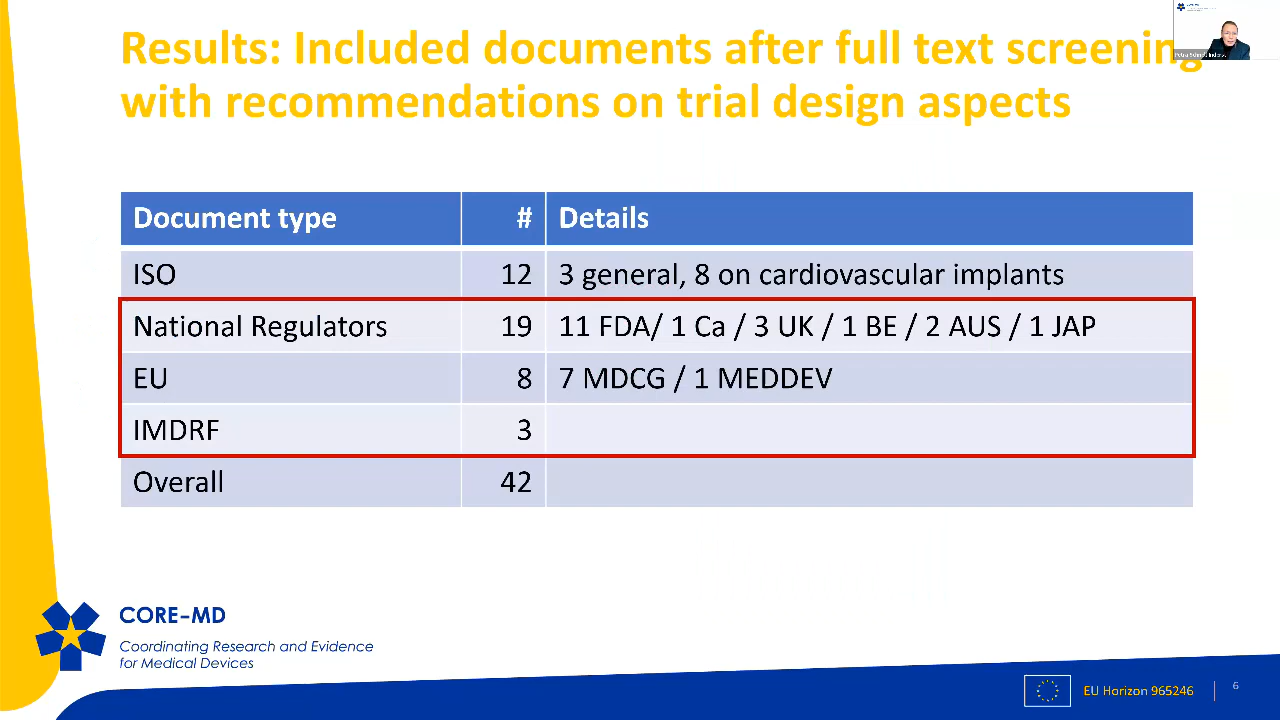 Results: Included documents after full text screening
with recommendations on trial design aspects
Document type # Details
ISO 12 3 general, 8 on cardiovascular implants
National Regulators 19 11 FDA/ 1 Ca / 3 UK / 1 BE / 2 AUS / 1 JAP
EU 8 7 MDCG / 1 MEDDEV
IMDRF 3
Overall 42
CORE-MD
Coordinating Research and Evidence
for Medical Devices
EU Horizon 965246
6